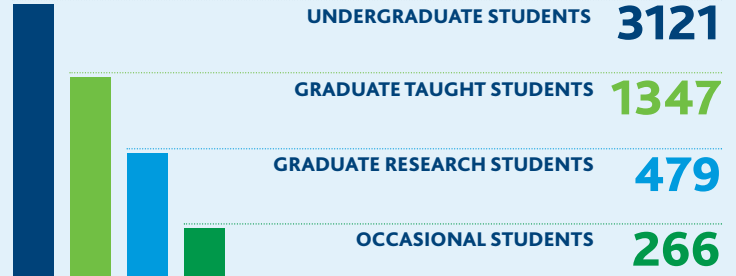 UNDERGRADUATE STUDENTS 3121
GRADUATE TAUGHT STUDENTS 1347
GRADUATE RESEARCH STUDENTS 479
OCCASIONAL STUDENTS 266